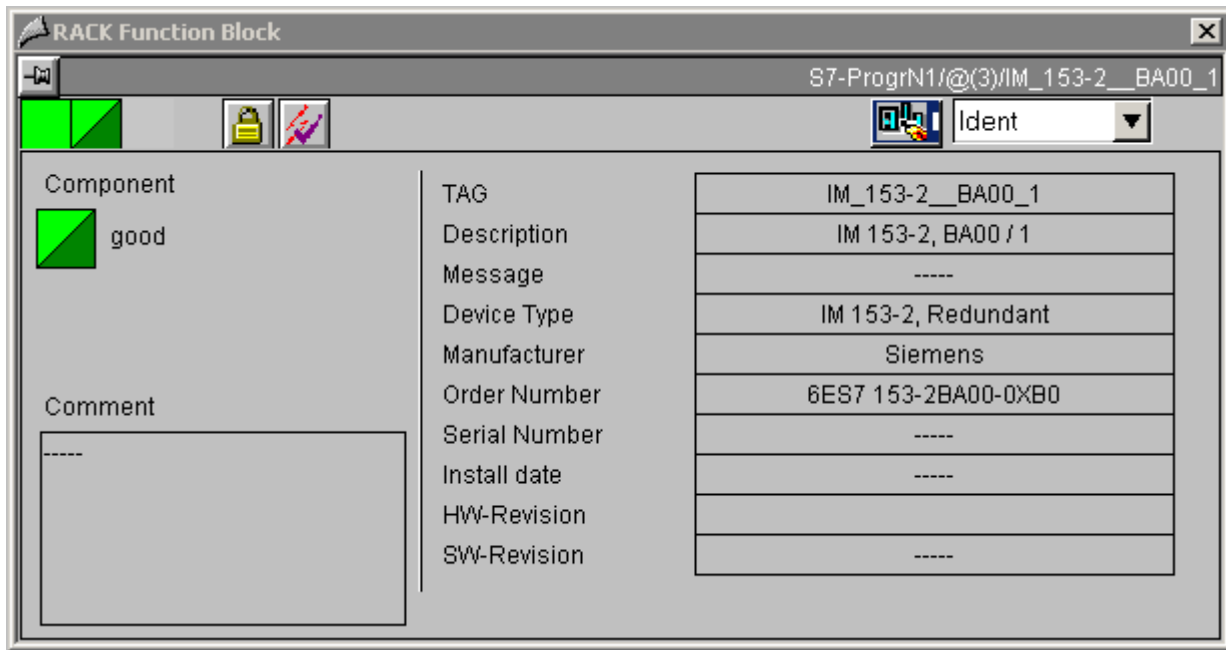 RACK Function Block
S7-ProgrN1/@(3)/IM_153-2__BA00_1
Ident
Component
good
Comment
-----
TAG IM_153-2__BA00_1
Description IM 153-2, BA00 / 1
Message -----
Device Type IM 153-2, Redundant
Manufacturer Siemens
Order Number 6ES7 153-2BA00-0XB0
Serial Number -----
Install date -----
HW-Revision
SW-Revision -----